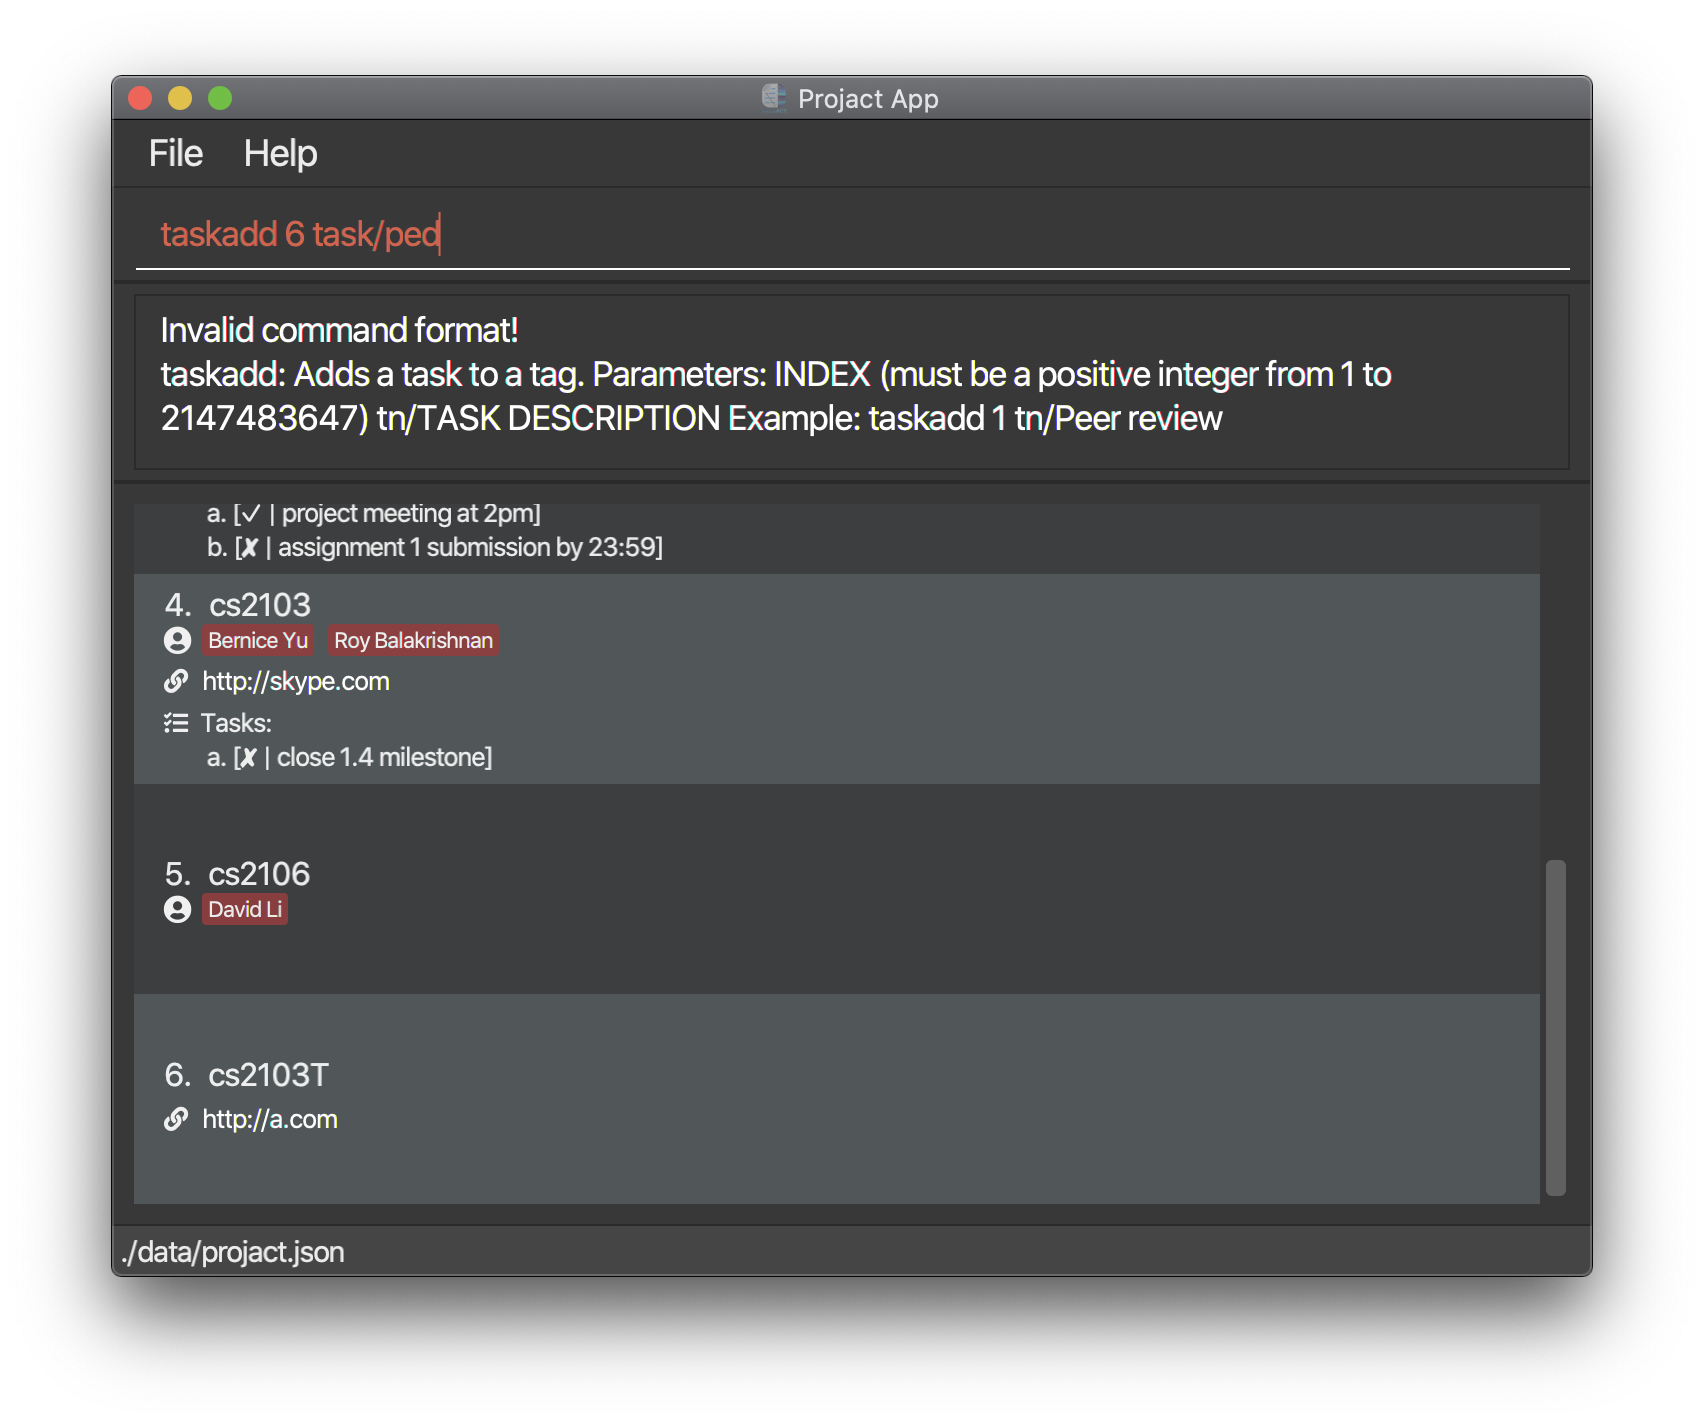 Projact App
File Help
taskadd 6 task/ped
Invalid command format!
taskadd: Adds a task to a tag. Parameters: INDEX (must be a positive integer from 1 to
2147483647) tn/TASK DESCRIPTION Example: taskadd 1 tn/Peer review
a. [✓ | project meeting at 2pm]
b. [✘ | assignment 1 submission by 23:59]
4. cs2103
Bernice Yu Roy Balakrishnan
http://skype.com
Tasks:
a. [✘ | close 1.4 milestone]
5. cs2106
David Li
6. cs2103T
http://a.com
./data/projact.json